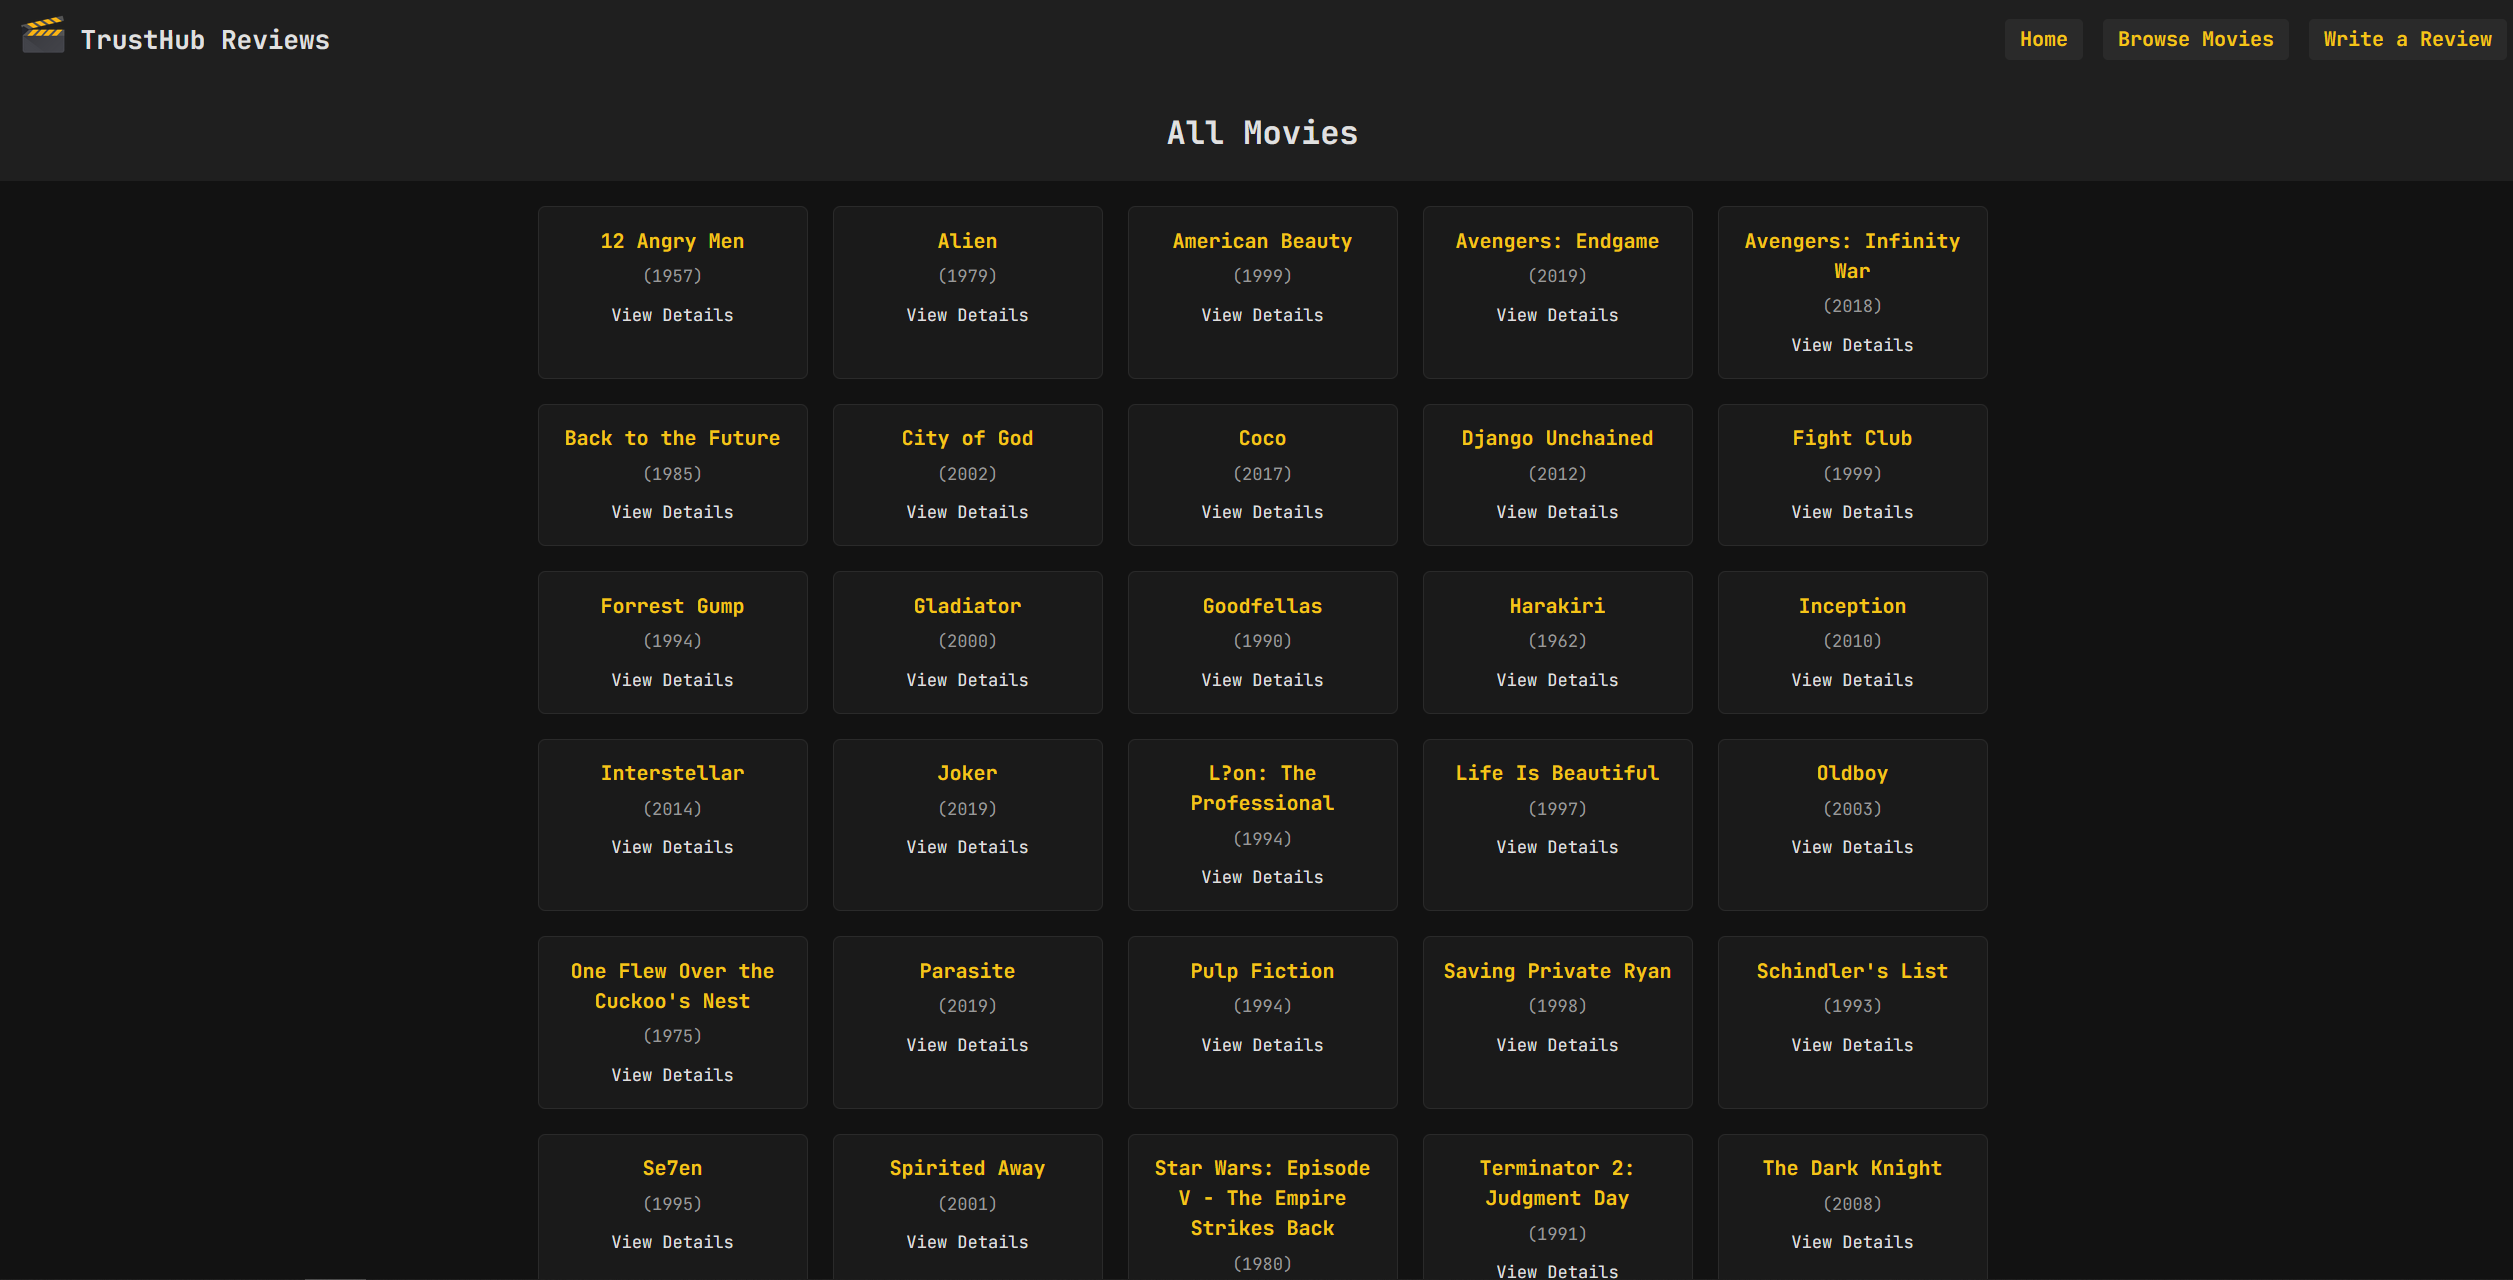 TrustHub Reviews
Home
Browse Movies
Write a Review
All Movies
12 Angry Men
(1957)
View Details
Alien
(1979)
View Details
American Beauty
(1999)
View Details
Avengers: Endgame
(2019)
View Details
Avengers: Infinity
War
(2018)
View Details
Back to the Future
(1985)
View Details
City of God
(2002)
View Details
Coco
(2017)
View Details
Django Unchained
(2012)
View Details
Fight Club
(1999)
View Details
Forrest Gump
(1994)
View Details
Gladiator
(2000)
View Details
Goodfellas
(1990)
View Details
Harakiri
(1962)
View Details
Inception
(2010)
View Details
Interstellar
(2014)
View Details
Joker
(2019)
View Details
L?on: The
Professional
(1994)
View Details
Life Is Beautiful
(1997)
View Details
Oldboy
(2003)
View Details
One Flew Over the
Cuckoo's Nest
(1975)
View Details
Parasite
(2019)
View Details
Pulp Fiction
(1994)
View Details
Saving Private Ryan
(1998)
View Details
Schindler's List
(1993)
View Details
Se7en
(1995)
View Details
Spirited Away
(2001)
View Details
Star Wars: Episode
V - The Empire
Strikes Back
(1980)
Terminator 2:
Judgment Day
(1991)
View Details
The Dark Knight
(2008)
View Details